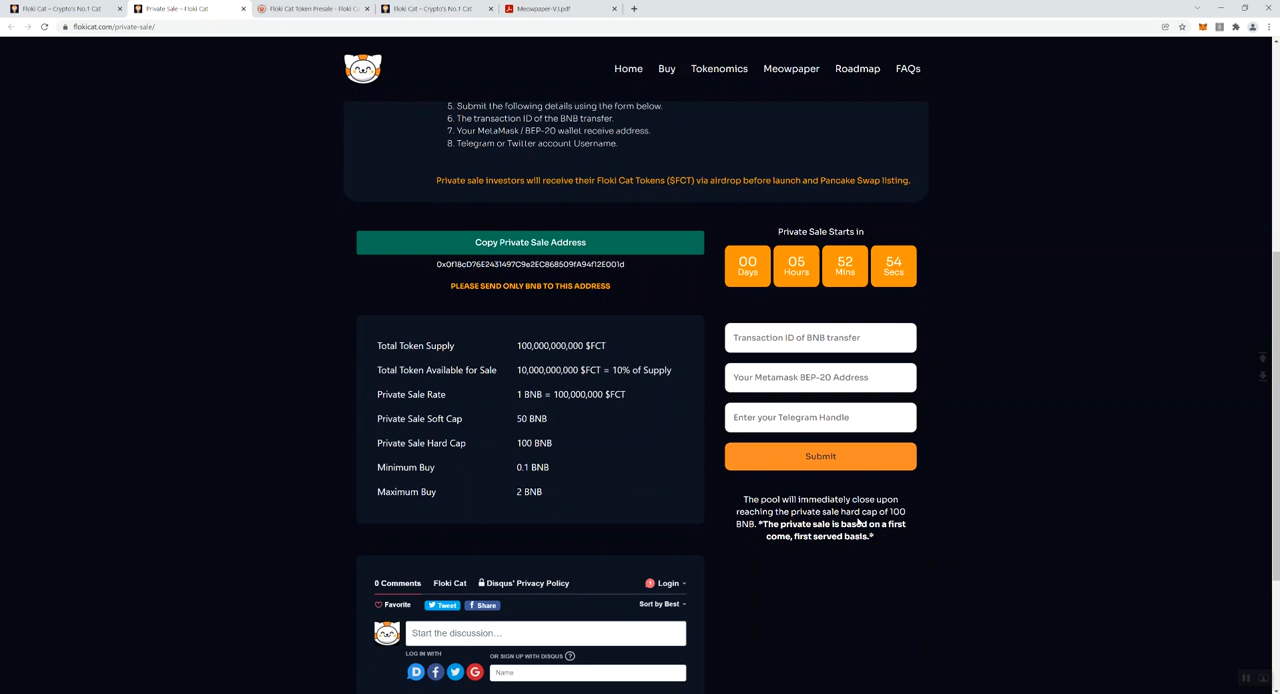 Floki Cat – Crypto's No.1 Cat
Private Sale – Floki Cat
Floki Cat Token Presale - Floki C
Floki Cat – Crypto's No.1 Cat
Meowpaper-V.1.pdf
flokicat.com/private-sale/
Home
Buy
Tokenomics
Meowpaper
Roadmap
FAQs
5. Submit the following details using the form below.
6. The transaction ID of the BNB transfer.
7. Your MetaMask / BEP-20 wallet receive address.
8. Telegram or Twitter account Username.
Private sale investors will receive their Floki Cat Tokens ($FCT) via airdrop before launch and Pancake Swap listing.
Copy Private Sale Address
0x0f18cD76E2431497C9e2EC868509fA94f12E001d
PLEASE SEND ONLY BNB TO THIS ADDRESS
Private Sale Starts in
00 05 52 54
Days Hours Mins Secs
Total Token Supply 100,000,000,000 $FCT
Total Token Available for Sale 10,000,000,000 $FCT = 10% of Supply
Private Sale Rate 1 BNB = 100,000,000 $FCT
Private Sale Soft Cap 50 BNB
Private Sale Hard Cap 100 BNB
Minimum Buy 0.1 BNB
Maximum Buy 2 BNB
Transaction ID of BNB transfer
Your Metamask BEP-20 Address
Enter your Telegram Handle
Submit
The pool will immediately close upon
reaching the private sale hard cap of 100
BNB. *The private sale is based on a first
come, first served basis.*
0 Comments Floki Cat Disqus' Privacy Policy Login
Favorite Tweet Share Sort by Best
Start the discussion...
LOG IN WITH OR SIGN UP WITH DISQUS ?
Name